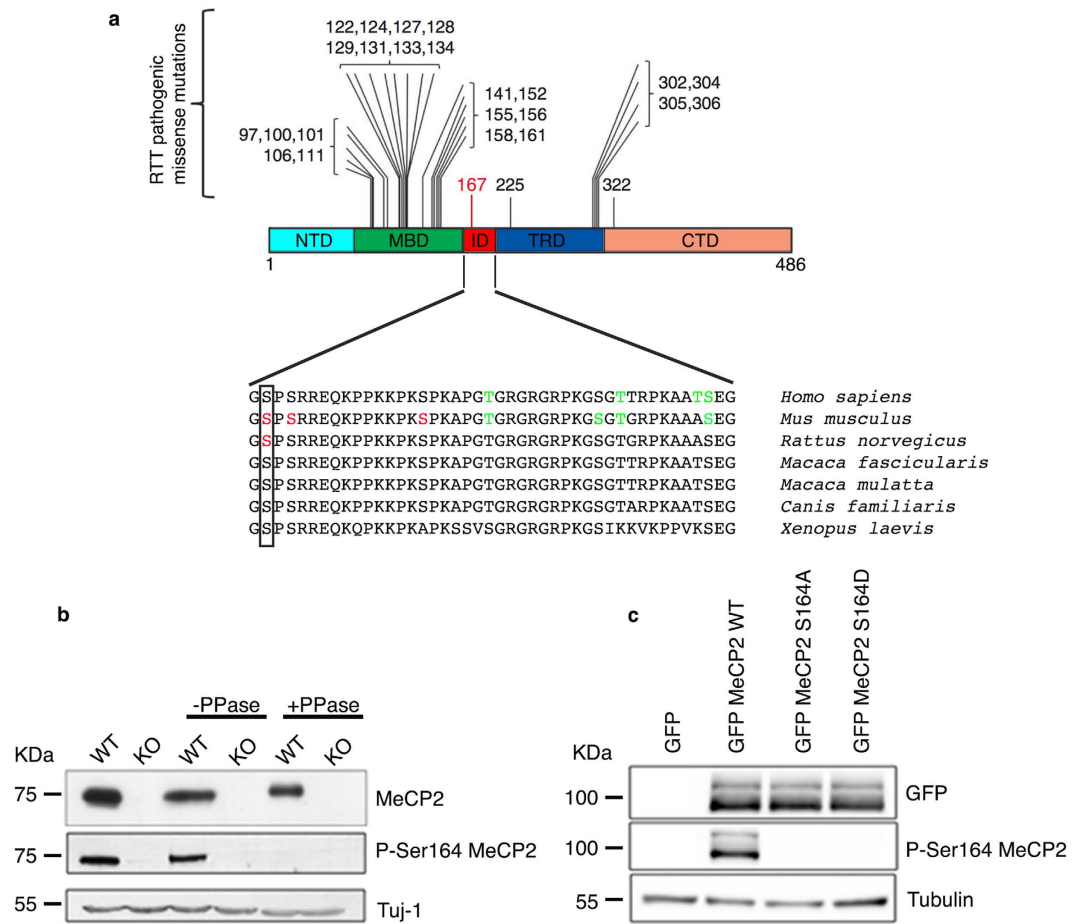 a
RTT pathogenic
missense mutations
122,124,127,128
129,131,133,134
97,100,101
106,111
141,152
155,156
158,161
302,304
305,306
167
225
322
NTD
MBD
ID
TRD
CTD
1
486
GSPSRREQKPPKKPKSPKAPGTGRGRGRPKGSGTTRPKAATSEG Homo sapiens
GSPSRREQKPPKKPKSPKAPGTGRGRGRPKGSGTGRPKAAASEG Mus musculus
GSPSRREQKPPKKPKSPKAPGTGRGRGRPKGSGTGRPKAAASEG Rattus norvegicus
GSPSRREQKPPKKPKSPKAPGTGRGRGRPKGSGTTRPKAATSEG Macaca fascicularis
GSPSRREQKPPKKPKSPKAPGTGRGRGRPKGSGTTRPKAATSEG Macaca mulatta
GSPSRREQKPPKKPKSPKAPGTGRGRGRPKGSGTARPKAATSEG Canis familiaris
GSPSRREQKQPKKPKAPKSSVSGRGRGRPKGSIKKVKPPVKSEG Xenopus laevis
b
-PPase +PPase
KDa WT KO WT KO WT KO
75 MeCP2
75 P-Ser164 MeCP2
55 Tuj-1
c
GFP
GFP MeCP2 WT
GFP MeCP2 S164A
GFP MeCP2 S164D
KDa
100 GFP
100 P-Ser164 MeCP2
55 Tubulin